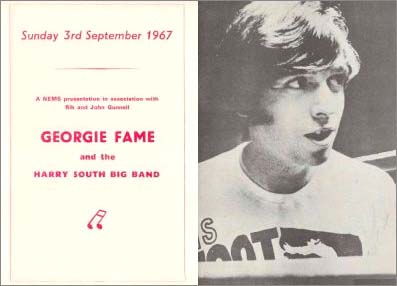 Sunday 3rd September 1967
A NEMS presentation in association with
Rik and John Gunnell
GEORGIE FAME
and the
HARRY SOUTH BIG BAND